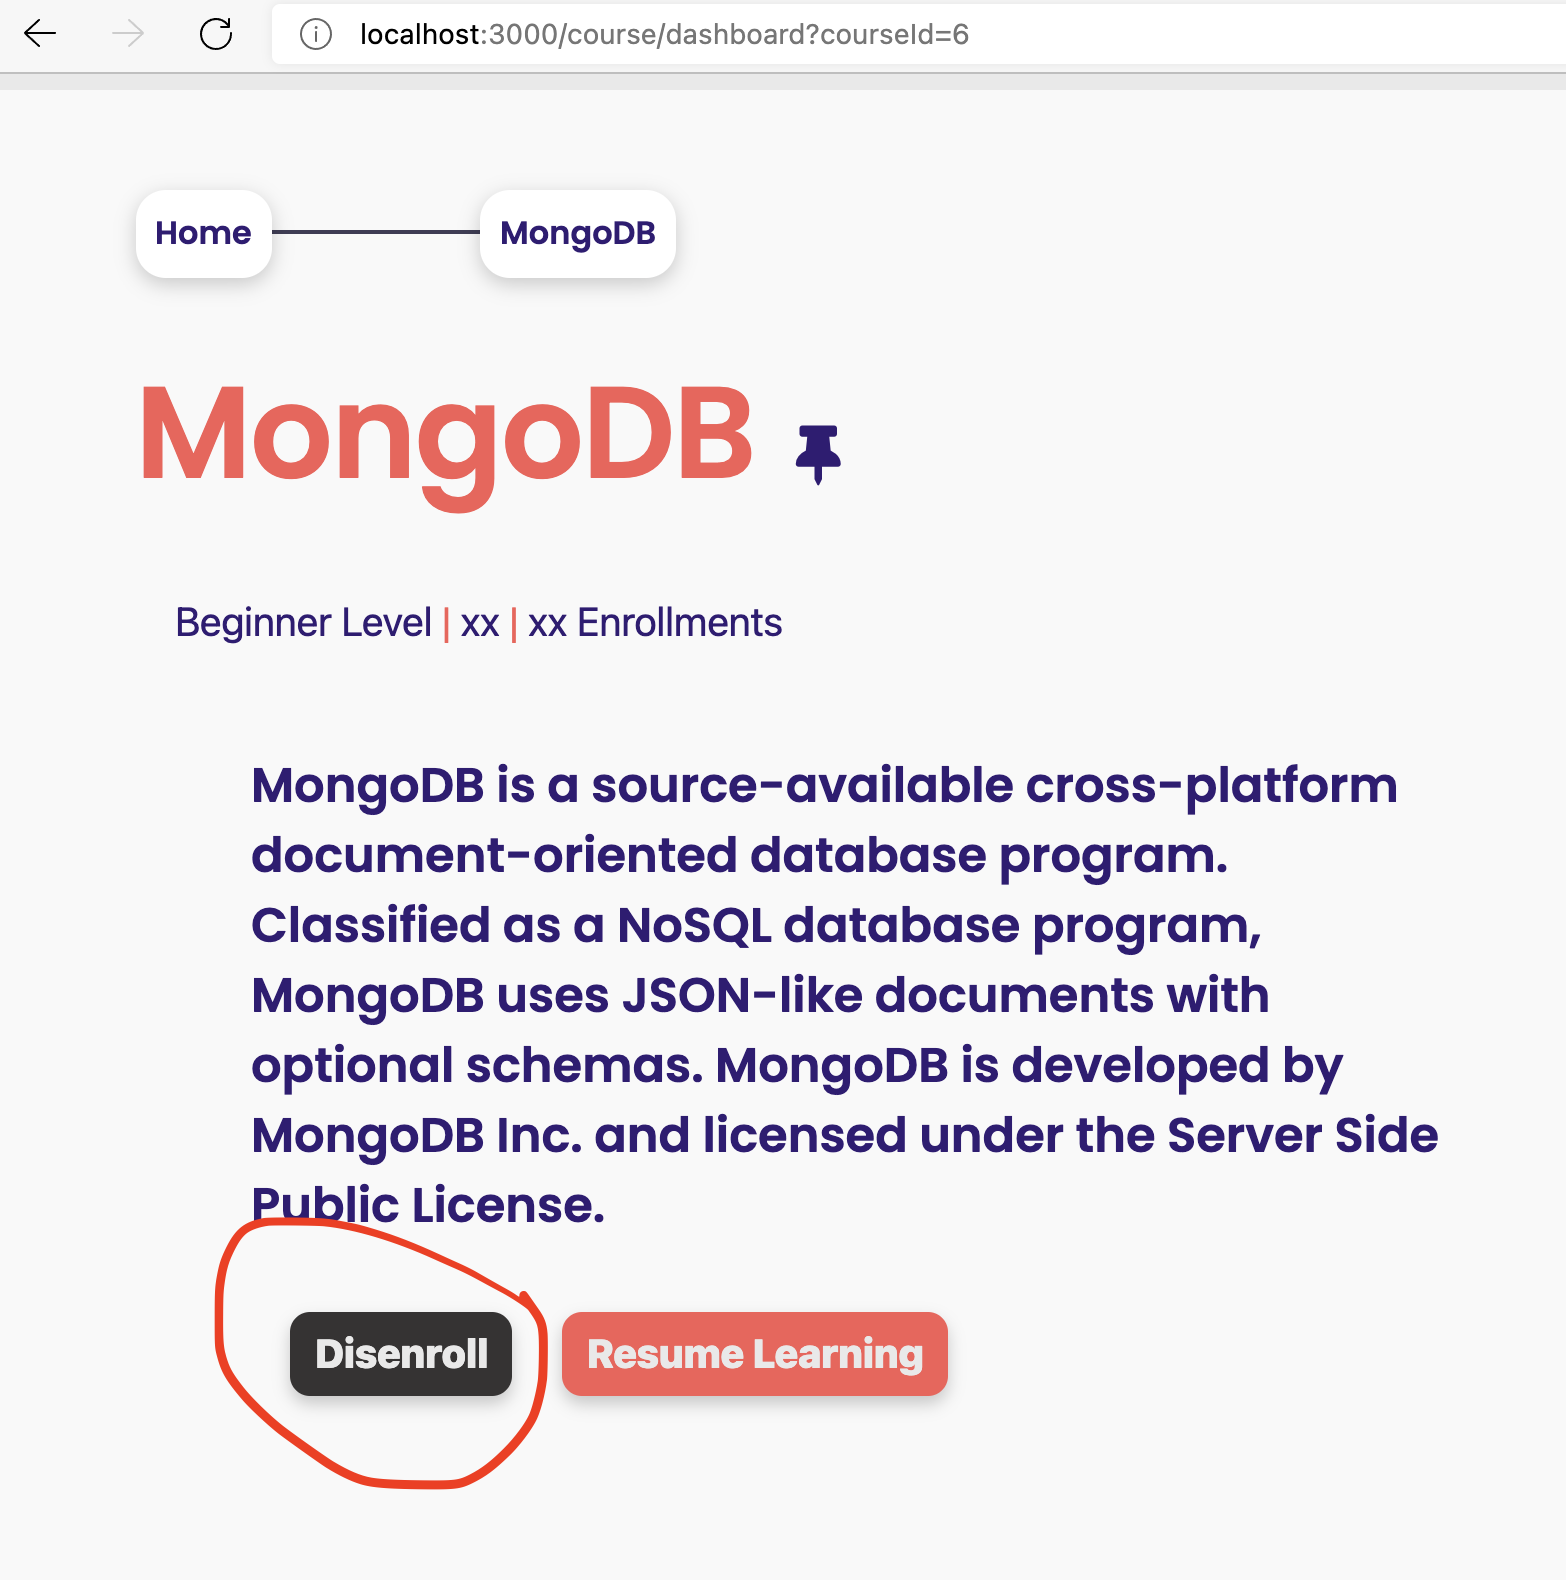 localhost:3000/course/dashboard?courseId=6
Home
MongoDB
MongoDB
Beginner Level | xx | xx Enrollments
MongoDB is a source-available cross-platform
document-oriented database program.
Classified as a NoSQL database program,
MongoDB uses JSON-like documents with
optional schemas. MongoDB is developed by
MongoDB Inc. and licensed under the Server Side
Public License.
Disenroll
Resume Learning